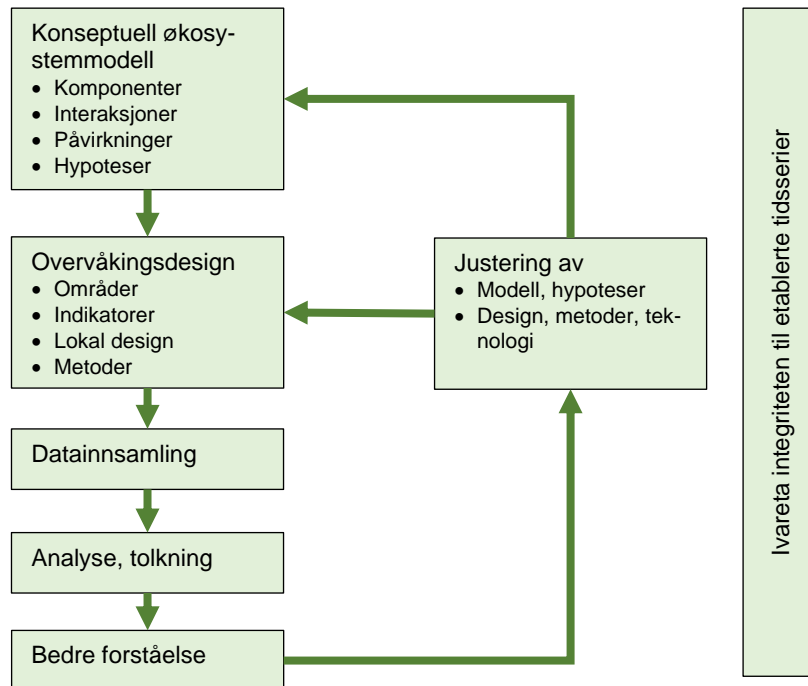 Konseptuell økosy-
stemmodell
• Komponenter
• Interaksjoner
• Påvirkninger
• Hypoteser
Overvåkingsdesign
• Områder
• Indikatorer
• Lokal design
• Metoder
Datainnsamling
Analyse, tolkning
Bedre forståelse
Justering av
• Modell, hypoteser
• Design, metoder, tek-
nologi
Ivareta integriteten til etablerte tidsserier